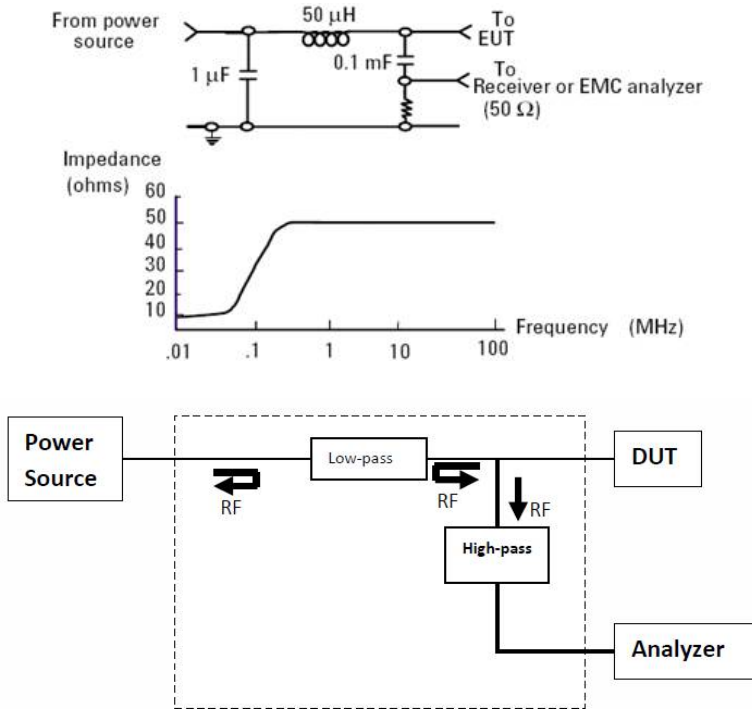 From power
source
50 μH
To
EUT
1 μF
0.1 mF
To
Receiver or EMC analyzer
(50 Ω)
Impedance
(ohms)
60
50
40
30
20
10
.01
.1
1
10
100
Frequency (MHz)
Power
Source
Low-pass
DUT
RF
RF
RF
High-pass
Analyzer